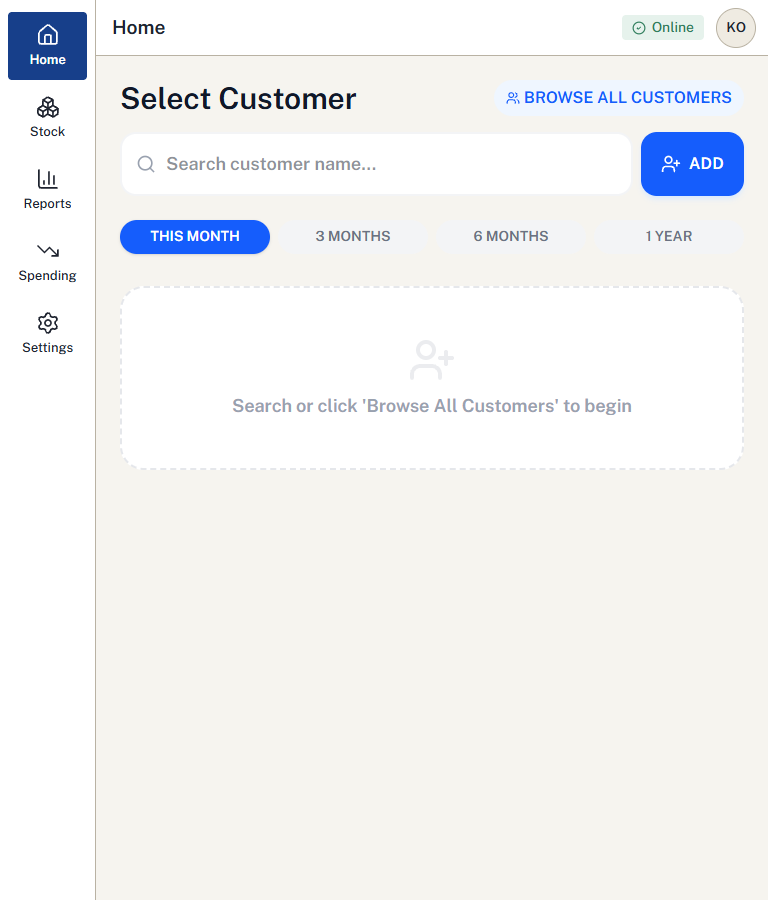 Home
Online
KO
Home
Stock
Reports
Spending
Settings
Select Customer
BROWSE ALL CUSTOMERS
Search customer name...
ADD
THIS MONTH
3 MONTHS
6 MONTHS
1 YEAR
Search or click 'Browse All Customers' to begin